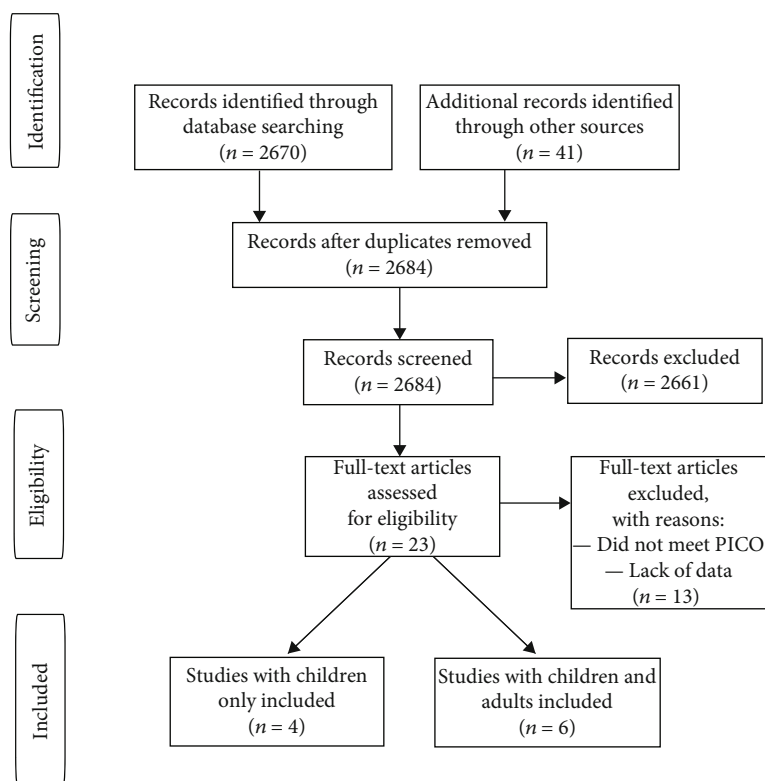 Identification
Records identified through
database searching
(n = 2670)
Additional records identified
through other sources
(n = 41)
Screening
Records after duplicates removed
(n = 2684)
Records screened
(n = 2684)
Records excluded
(n = 2661)
Eligibility
Full-text articles
assessed
for eligibility
(n = 23)
Full-text articles
excluded,
with reasons:
— Did not meet PICO
— Lack of data
(n = 13)
Included
Studies with children
only included
(n = 4)
Studies with children and
adults included
(n = 6)